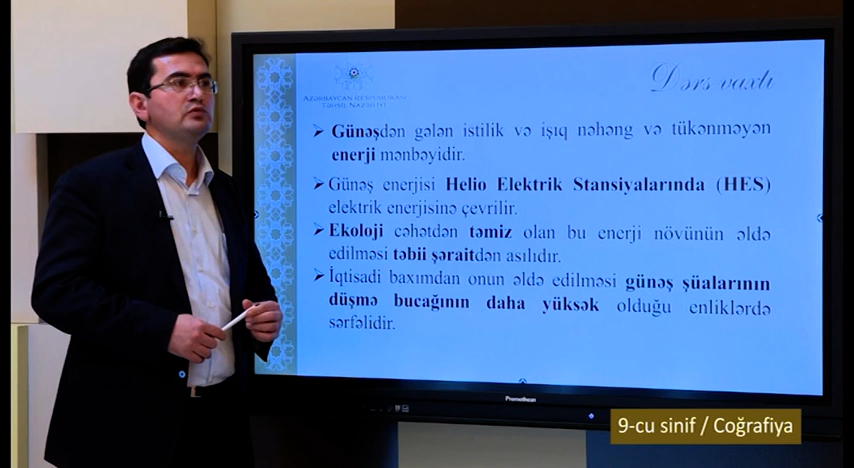 Dərs vaxtı
AZƏRBAYCAN RESPUBLİKASI
TƏHSİL NAZİRLİYİ
➢ Günəşdən gələn istilik və işıq nəhəng və tükənməyən
enerji mənbəyidir.
➢ Günəş enerjisi Helio Elektrik Stansiyalarında (HES)
elektrik enerjisinə çevrilir.
➢ Ekoloji cəhətdən təmiz olan bu enerji növünün əldə
edilməsi təbii şəraitdən asılıdır.
➢ İqtisadi baxımdan onun əldə edilməsi günəş şüalarının
düşmə bucağının daha yüksək olduğu enliklərdə
sərfəlidir.
Promethean
9-cu sinif / Coğrafiya